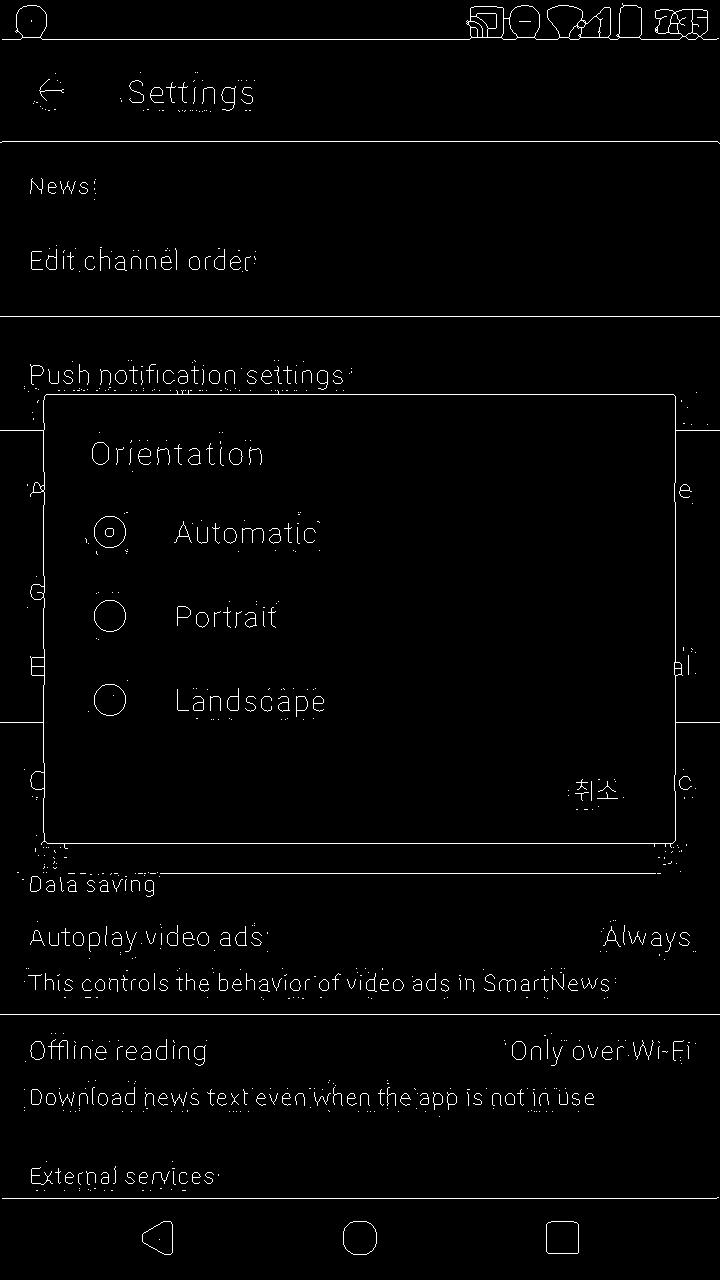 Settings
News
Edit channel order
Push notification settings
Orientation
Automatic
Portrait
Landscape
취소
Data saving
Autoplay video ads Always
This controls the behavior of video ads in SmartNews
Offline reading Only over Wi-Fi
Download news text even when the app is not in use
External services